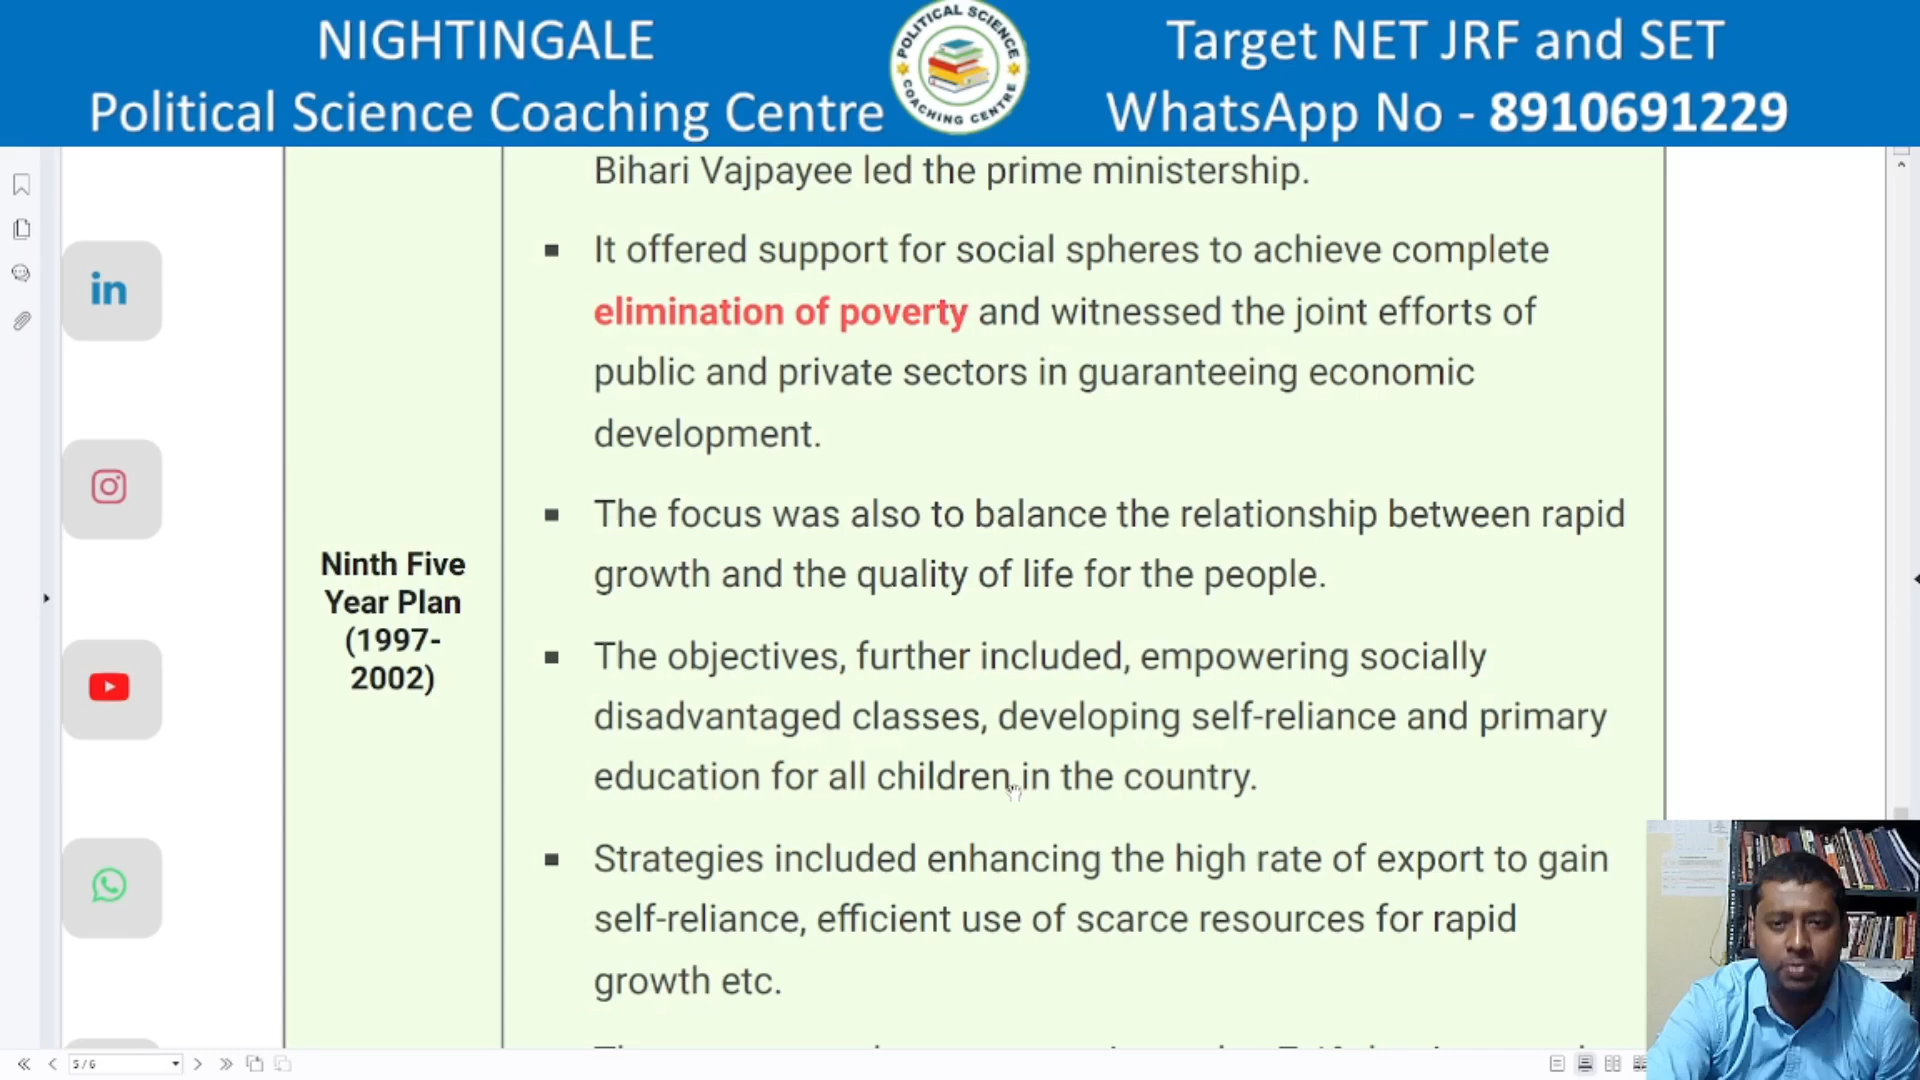 NIGHTINGALE
Political Science Coaching Centre
POLITICAL SCIENCE
COACHING CENTRE
Target NET JRF and SET
WhatsApp No - 8910691229
Bihari Vajpayee led the prime ministership.
▪ It offered support for social spheres to achieve complete
elimination of poverty and witnessed the joint efforts of
public and private sectors in guaranteeing economic
development.
▪ The focus was also to balance the relationship between rapid
growth and the quality of life for the people.
Ninth Five
Year Plan
(1997-
2002)
▪ The objectives, further included, empowering socially
disadvantaged classes, developing self-reliance and primary
education for all children in the country.
▪ Strategies included enhancing the high rate of export to gain
self-reliance, efficient use of scarce resources for rapid
growth etc.
in
5/6